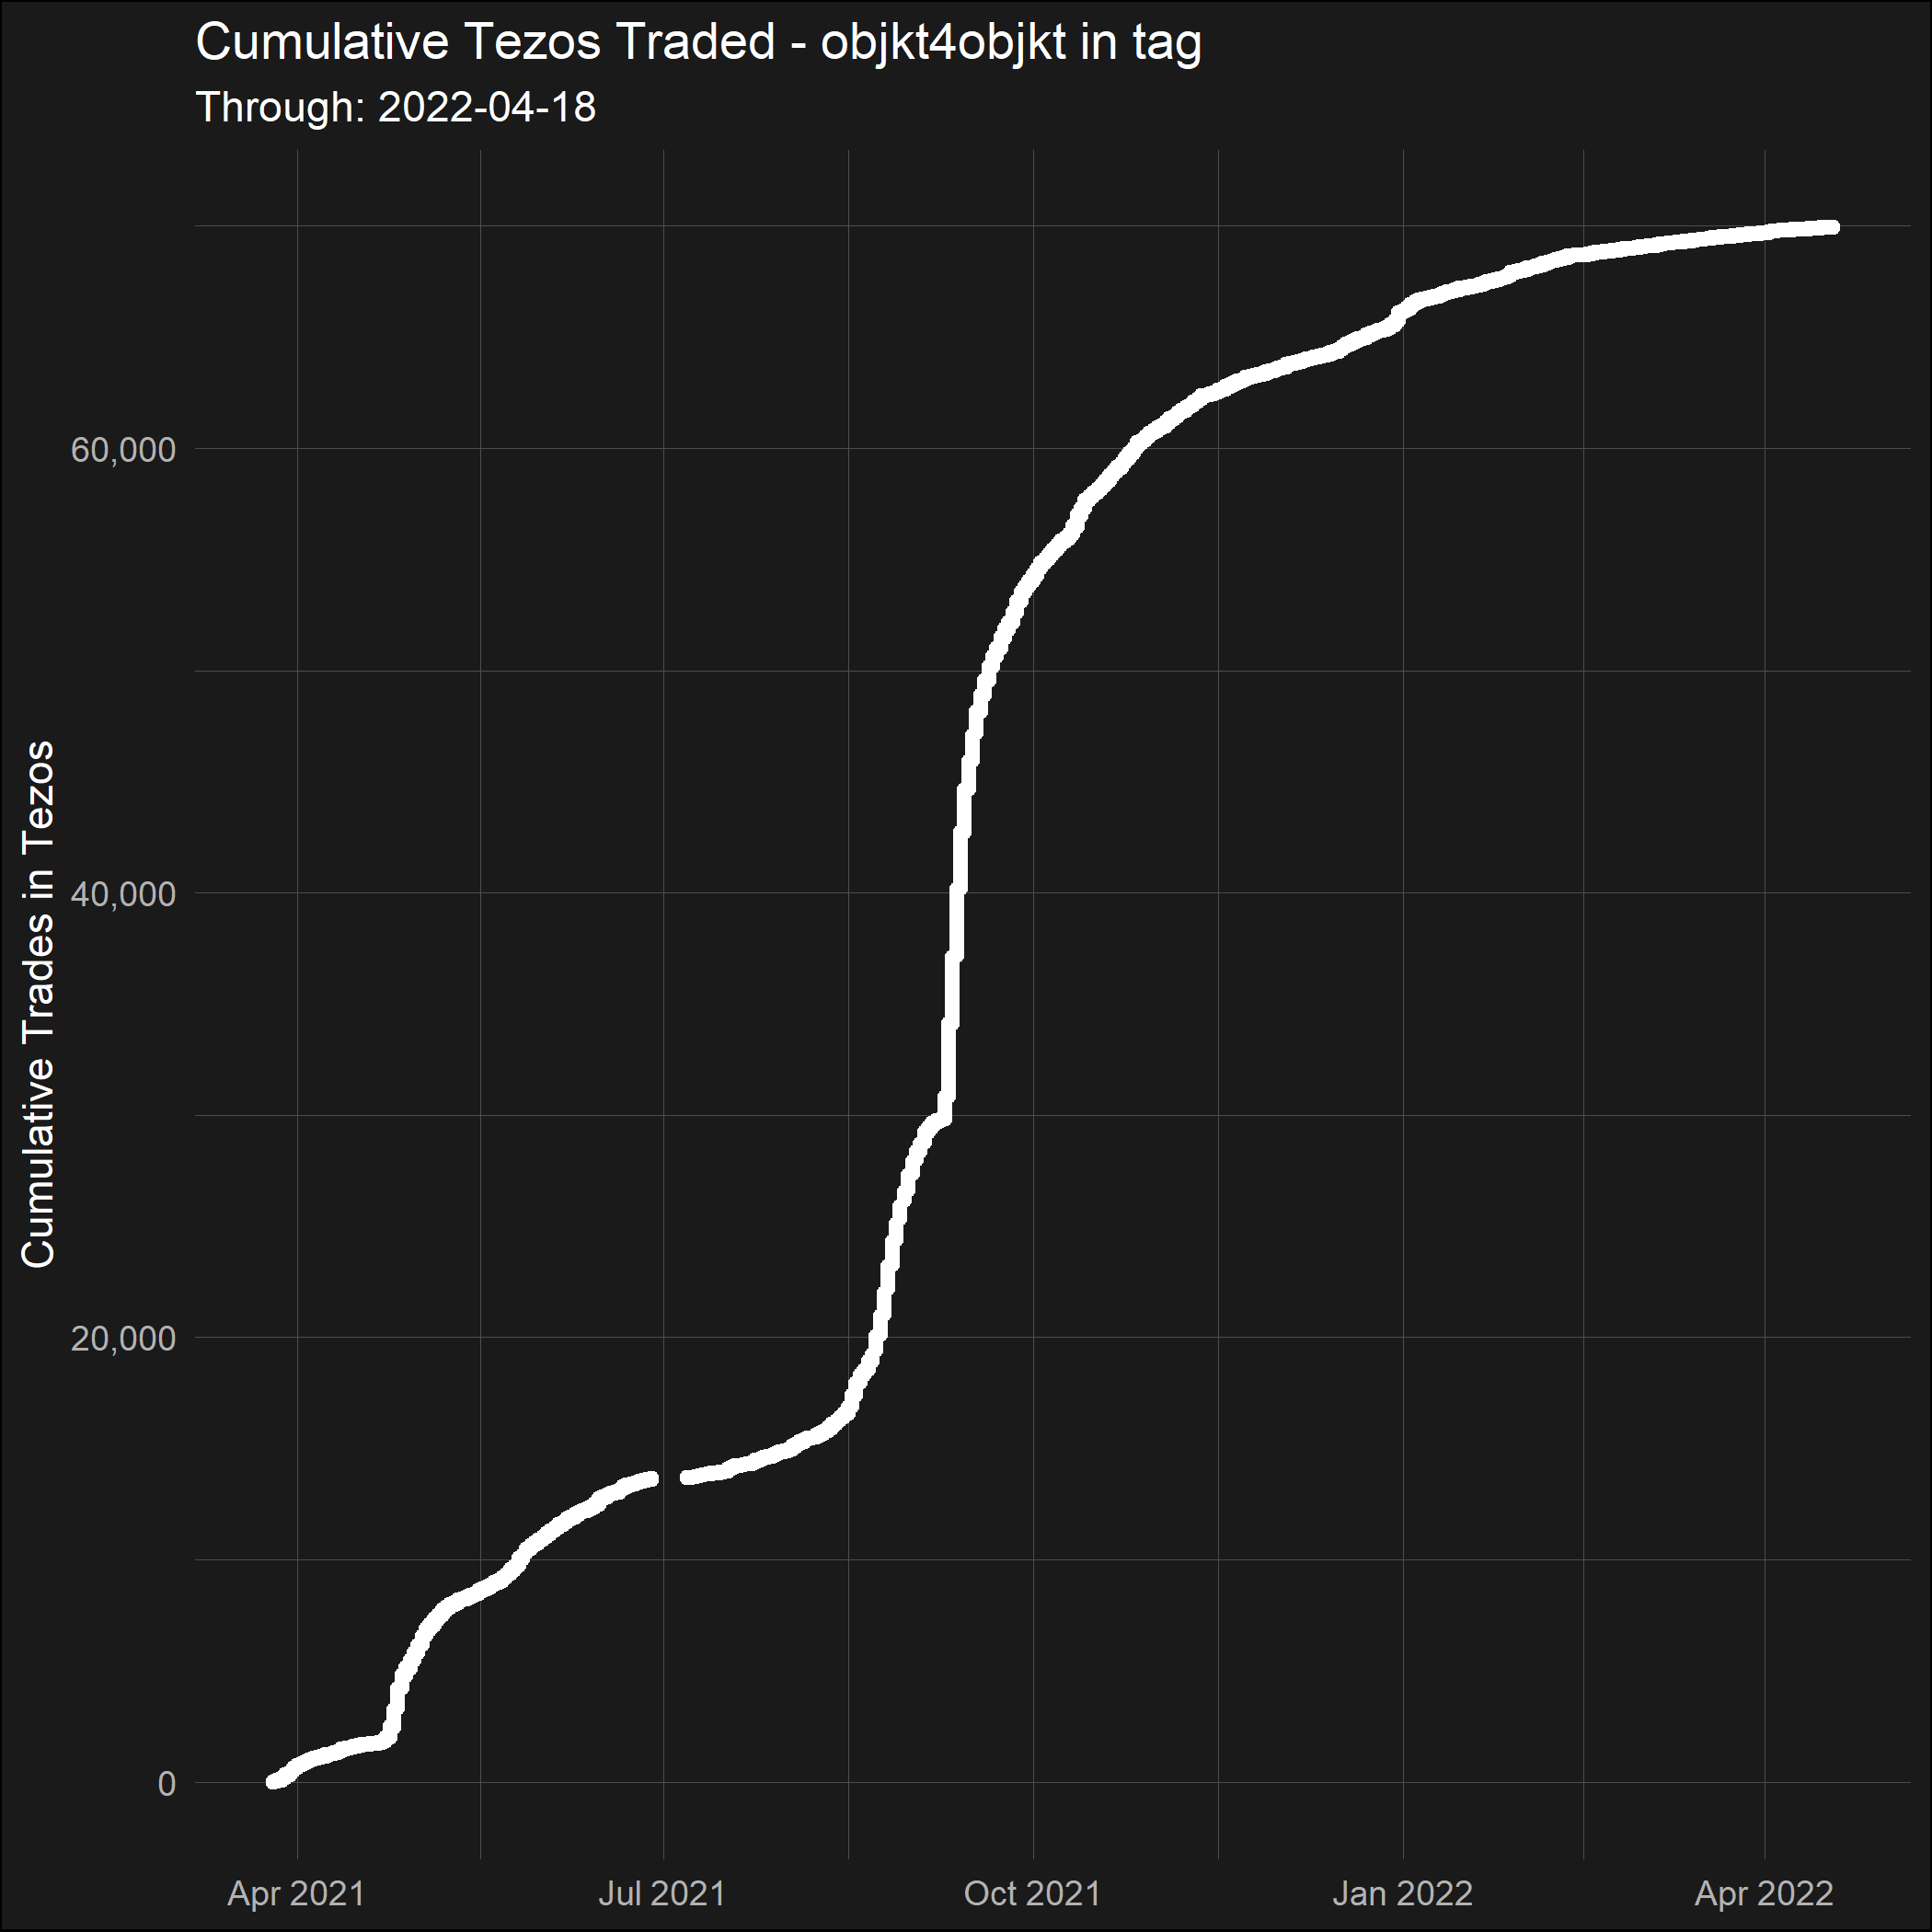 Cumulative Tezos Traded - objkt4objkt in tag
Through: 2022-04-18
Cumulative Trades in Tezos
60,000
40,000
20,000
0
Apr 2021
Jul 2021
Oct 2021
Jan 2022
Apr 2022